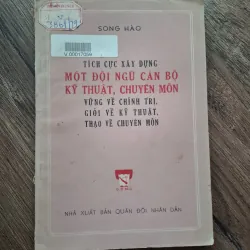 SONG HÀO
TÍCH CỰC XÂY DỰNG
MỘT ĐỘI NGŨ CÁN BỘ
KỸ THUẬT, CHUYÊN MÔN
VỮNG VỀ CHÍNH TRỊ,
GIỎI VỀ KỸ THUẬT,
THẠO VỀ CHUYÊN MÔN
NHÀ XUẤT BẢN QUÂN ĐỘI NHÂN DÂN